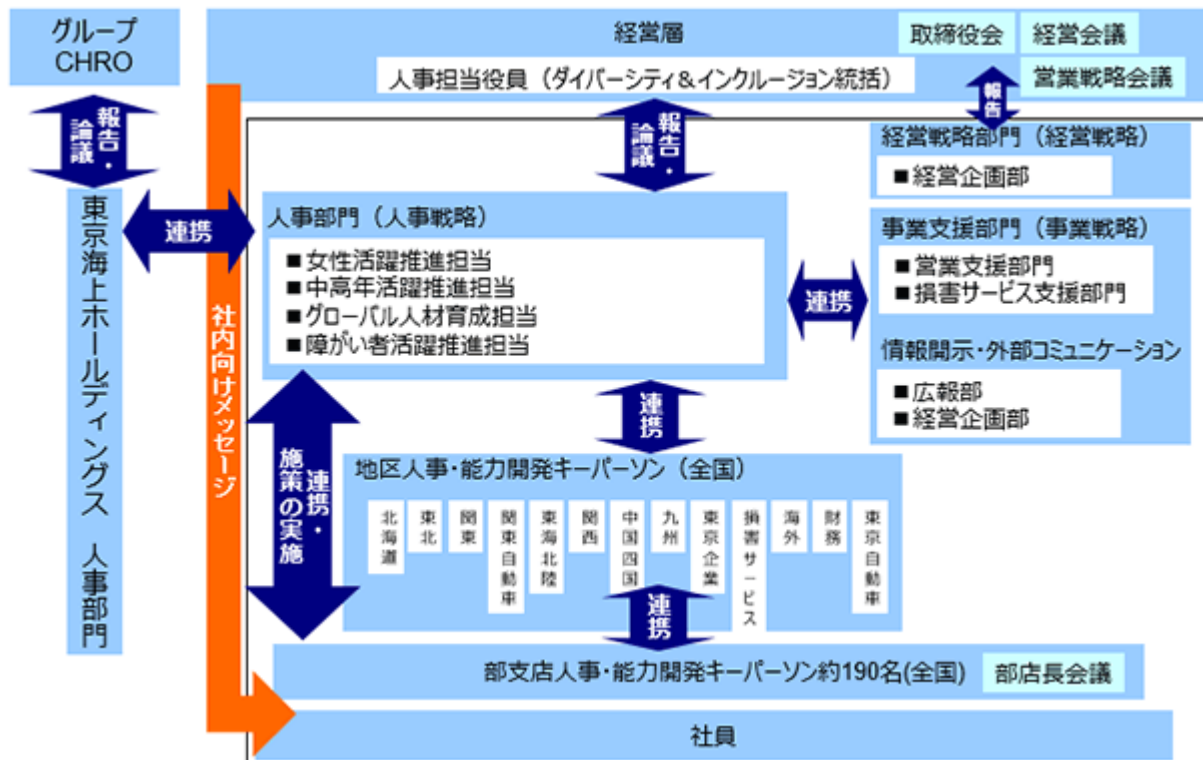 グループ
CHRO
経営層
取締役会
経営会議
人事担当役員（ダイバーシティ＆インクルージョン統括）
営業戦略会議
報告・
論議
報告・
論議
報告
経営戦略部門（経営戦略）
■経営企画部
東京海上ホールディングス 人事部門
連携
社内向けメッセージ
人事部門（人事戦略）
■女性活躍推進担当
■中高年活躍推進担当
■グローバル人材育成担当
■障がい者活躍推進担当
連携
事業支援部門（事業戦略）
■営業支援部門
■損害サービス支援部門
情報開示・外部コミュニケーション
■広報部
■経営企画部
連携・
施策の実施
連携
地区人事・能力開発キーパーソン（全国）
北海道
東北
関東
関東自動車
東海北陸
関西
中国四国
九州
東京企業
損害サービス
海外
財務
東京自動車
連携
部支店人事・能力開発キーパーソン約190名(全国)
部店長会議
社員